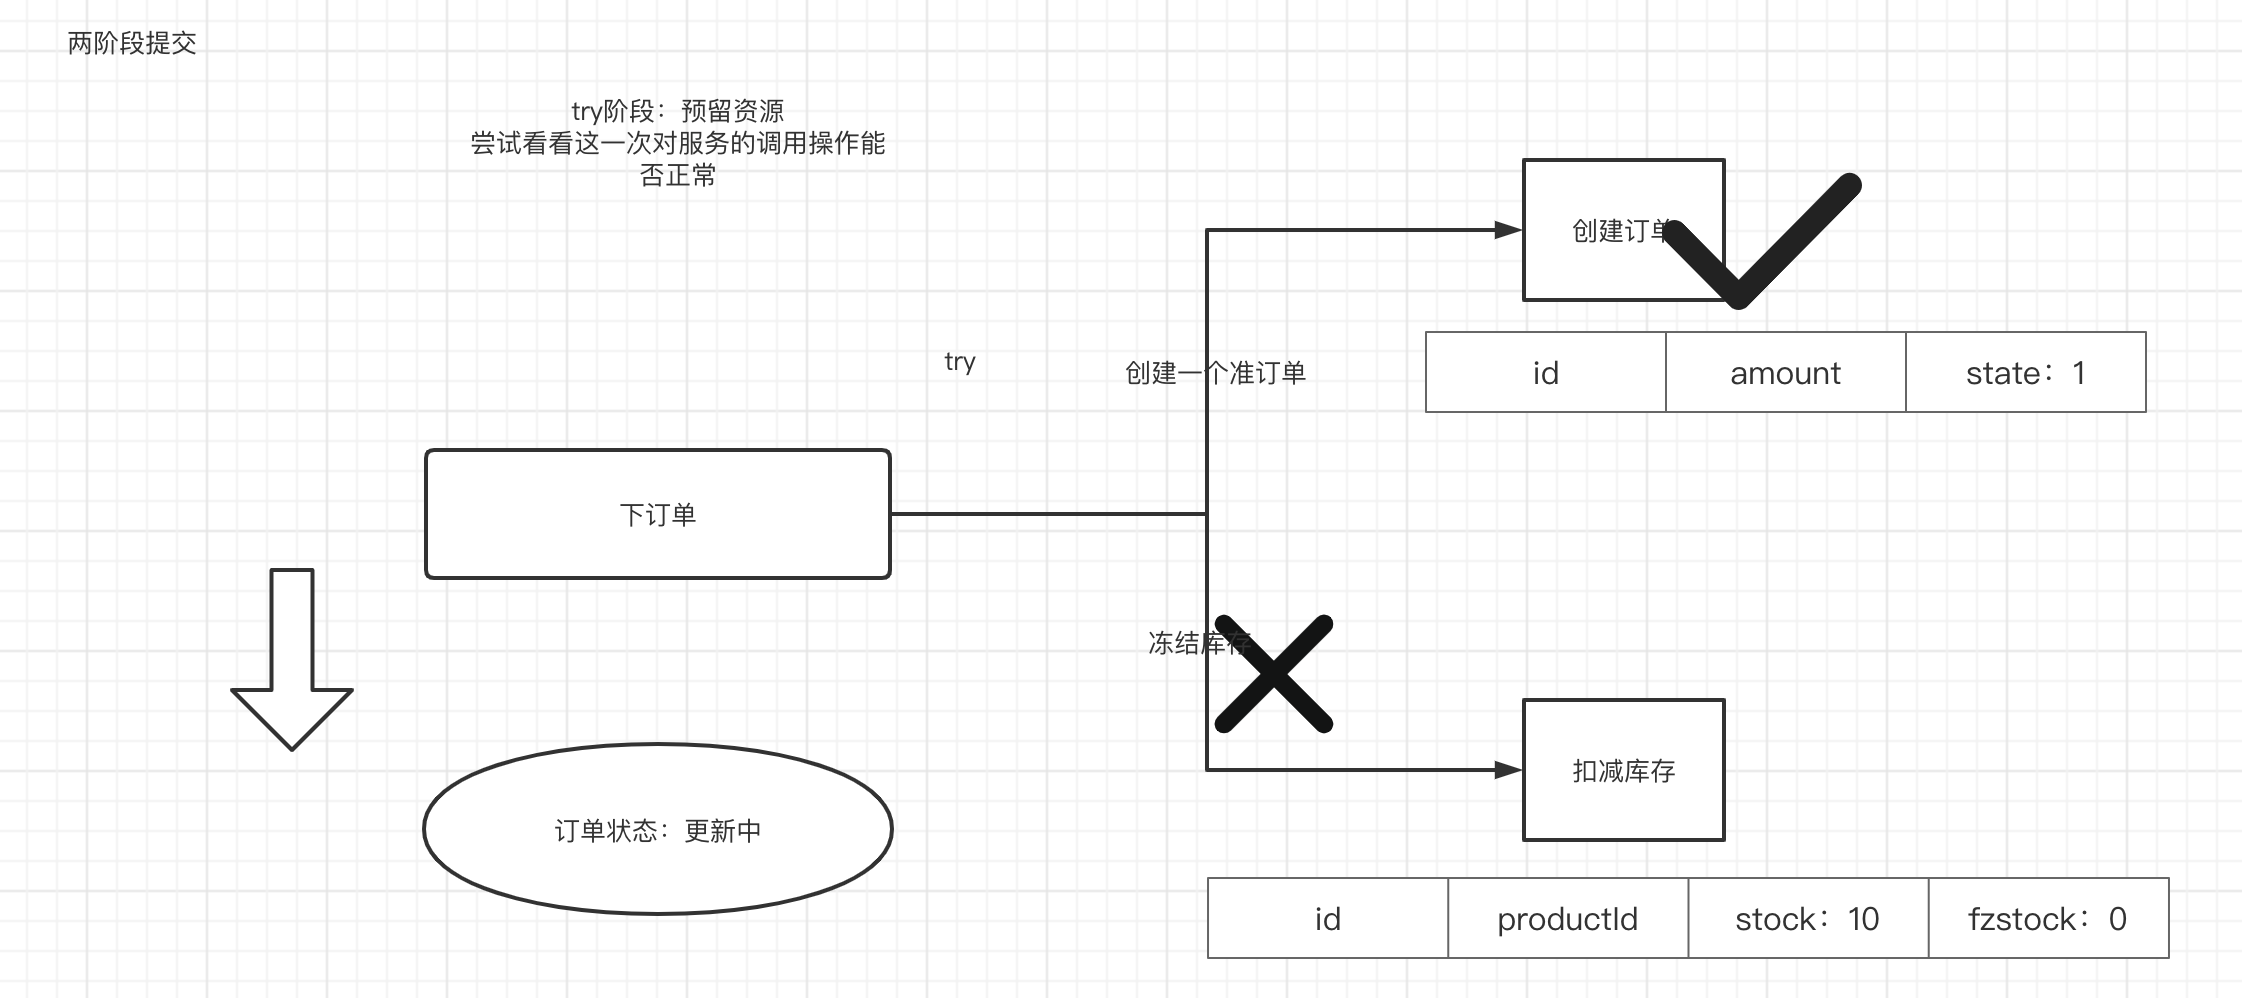 两阶段提交
try阶段：预留资源
尝试看看这一次对服务的调用操作能
否正常
创建订单
try
创建一个准订单
id
amount
state：1
下订单
冻结库存
扣减库存
订单状态：更新中
id
productId
stock：10
fzstock：0